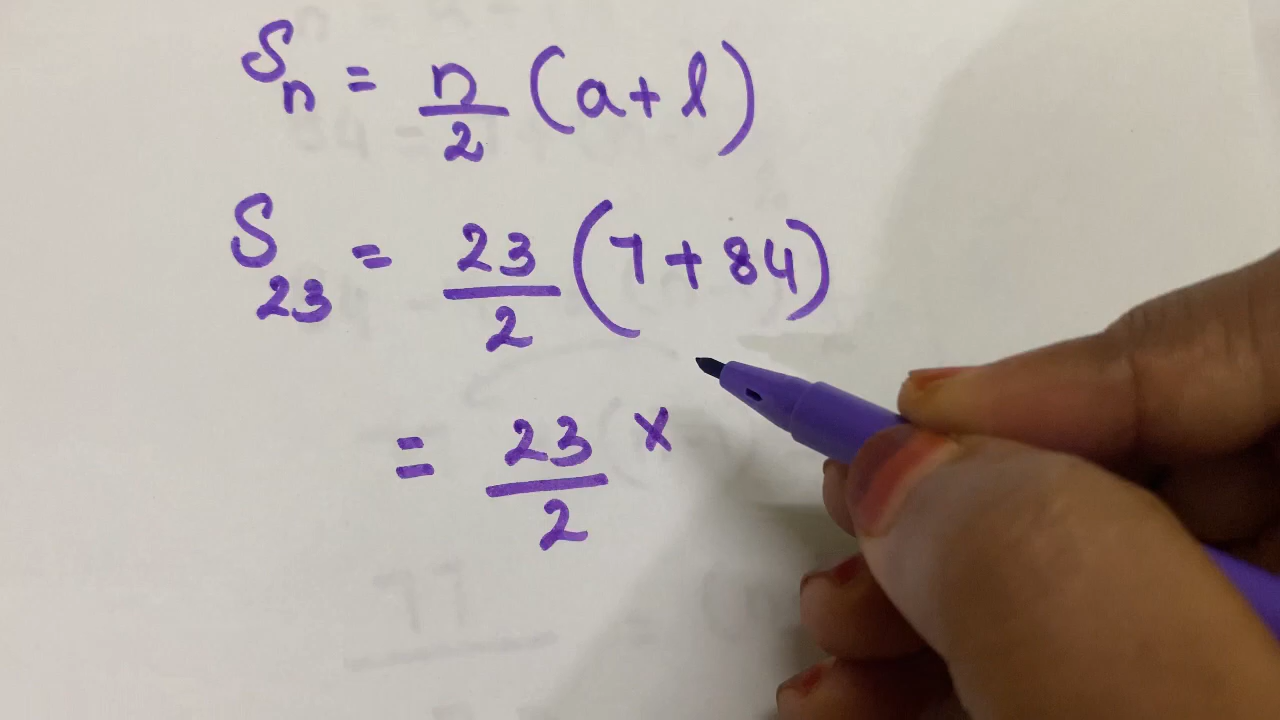 Sn = n/2 (a+l)
S23 = 23/2 (7+84)
= 23/2 x